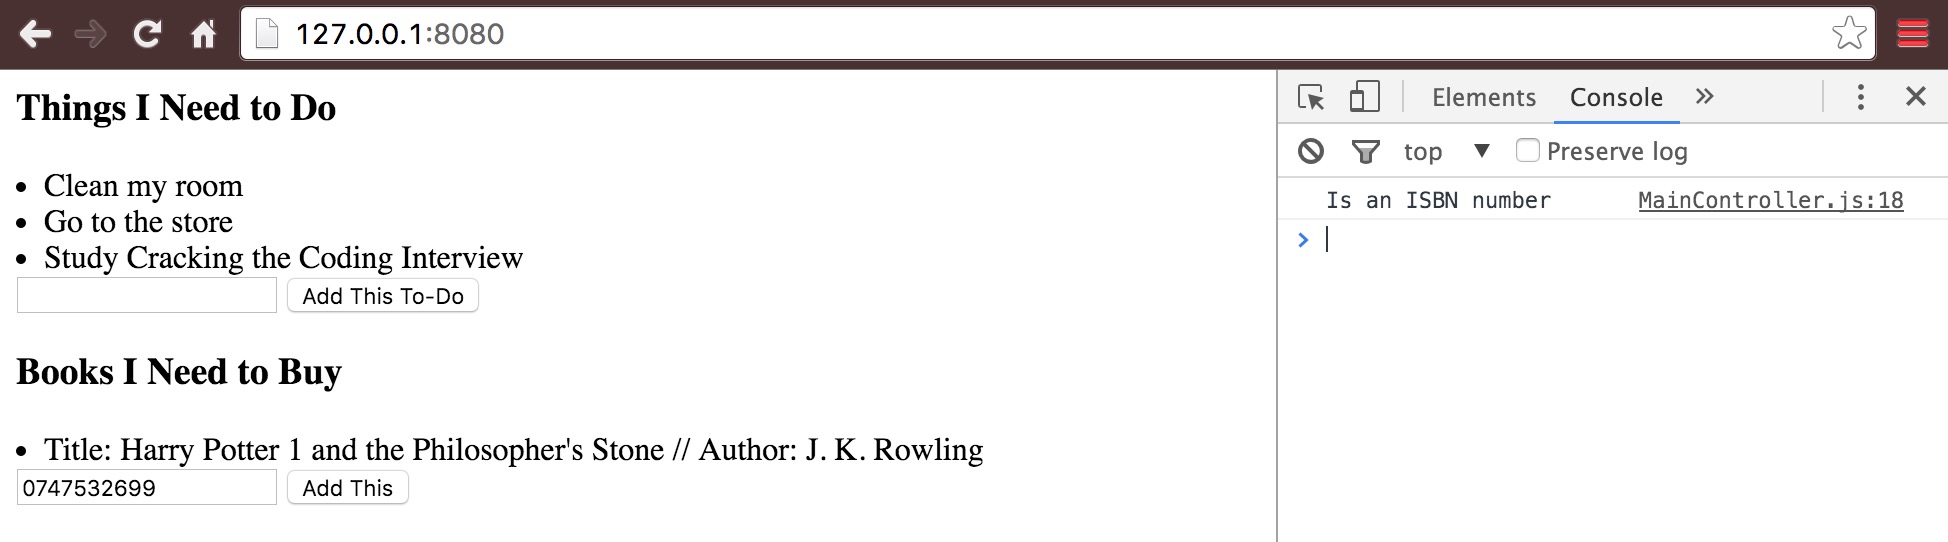 127.0.0.1:8080
Things I Need to Do
• Clean my room
• Go to the store
• Study Cracking the Coding Interview
Add This To-Do
Books I Need to Buy
• Title: Harry Potter 1 and the Philosopher's Stone // Author: J. K. Rowling
0747532699 Add This
Elements Console »
top ▼ Preserve log
Is an ISBN number MainController.js:18
>